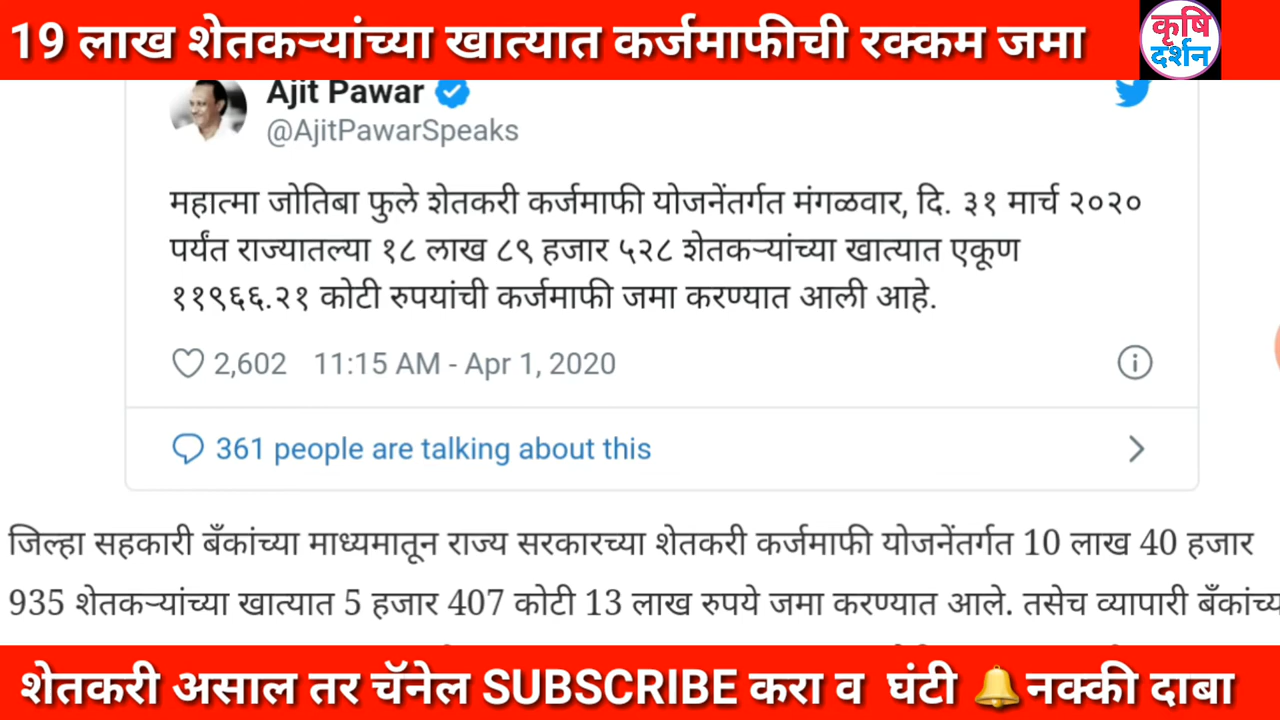 19 लाख शेतकऱ्यांच्या खात्यात कर्जमाफीची रक्कम जमा
कृषि
दर्शन
Ajit Pawar
@AjitPawarSpeaks
महात्मा जोतिबा फुले शेतकरी कर्जमाफी योजनेंतर्गत मंगळवार, दि. ३१ मार्च २०२०
पर्यंत राज्यातल्या १८ लाख ८९ हजार ५२८ शेतकऱ्यांच्या खात्यात एकूण
११९६६.२१ कोटी रुपयांची कर्जमाफी जमा करण्यात आली आहे.
2,602 11:15 AM - Apr 1, 2020
361 people are talking about this
जिल्हा सहकारी बँकांच्या माध्यमातून राज्य सरकारच्या शेतकरी कर्जमाफी योजनेंतर्गत 10 लाख 40 हजार
935 शेतकऱ्यांच्या खात्यात 5 हजार 407 कोटी 13 लाख रुपये जमा करण्यात आले. तसेच व्यापारी
शेतकरी असाल तर चॅनेल SUBSCRIBE करा व घंटी 🔔नक्की दाबा